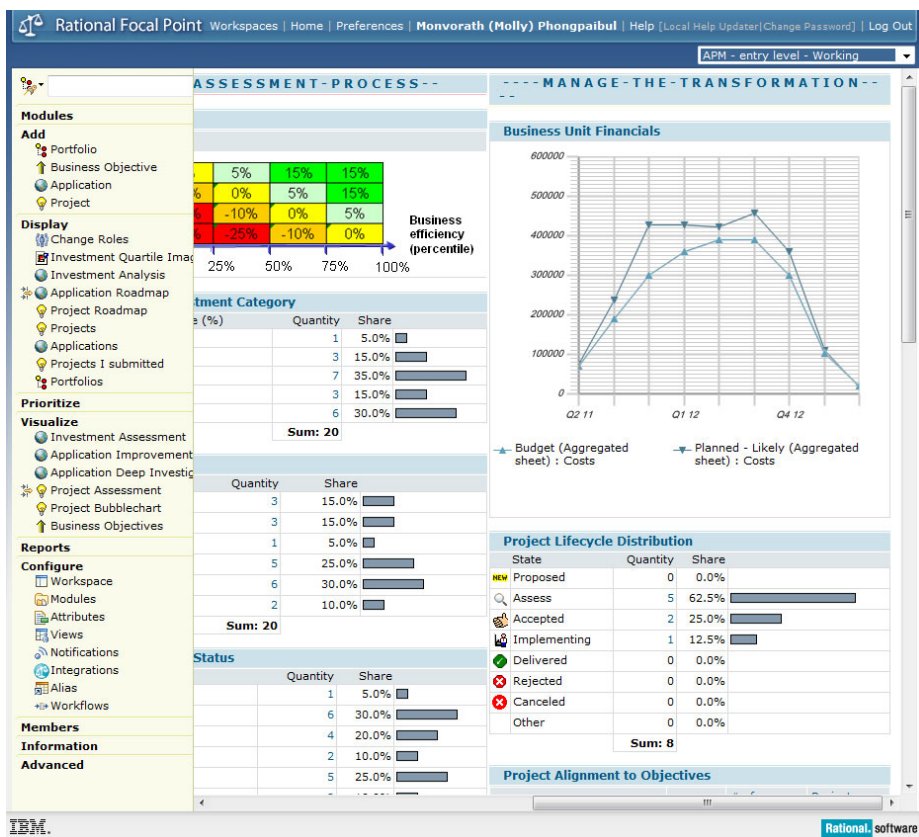 Rational Focal Point Workspaces | Home | Preferences | Monvorath (Molly) Phongpaibul | Help [Local Help Updater|Change Password] | Log Out
APM - entry level - Working
Modules
Add
Portfolio
Business Objective
Application
Project
Display
Change Roles
Investment Quartile Imag
Investment Analysis
Application Roadmap
Project Roadmap
Projects
Applications
Projects I submitted
Portfolios
Prioritize
Visualize
Investment Assessment
Application Improvement
Application Deep Investig
Project Assessment
Project Bubblechart
Business Objectives
Reports
Configure
Workspace
Modules
Attributes
Views
Notifications
Integrations
Alias
Workflows
Members
Information
Advanced
A S S E S S M E N T - P R O C E S S - -
5% 15% 15%
% 0% 5% 15%
% -10% 0% 5%
% -25% -10% 0%
Business
efficiency
(percentile)
25% 50% 75% 100%
tment Category
e (%) Quantity Share
1 5.0%
3 15.0%
7 35.0%
3 15.0%
6 30.0%
Sum: 20
Quantity Share
3 15.0%
3 15.0%
1 5.0%
5 25.0%
6 30.0%
2 10.0%
Sum: 20
Status
Quantity Share
1 5.0%
6 30.0%
4 20.0%
2 10.0%
5 25.0%
- - - - M A N A G E - T H E - T R A N S F O R M A T I O N - -
- -
Business Unit Financials
600000
500000
400000
300000
200000
100000
0
Q2 11 Q1 12 Q4 12
Budget (Aggregated
sheet) : Costs
Planned - Likely (Aggregated
sheet) : Costs
Project Lifecycle Distribution
State Quantity Share
NEW Proposed 0 0.0%
Assess 5 62.5%
Accepted 2 25.0%
Implementing 1 12.5%
Delivered 0 0.0%
Rejected 0 0.0%
Canceled 0 0.0%
Other 0 0.0%
Sum: 8
Project Alignment to Objectives
IBM.
Rational. software